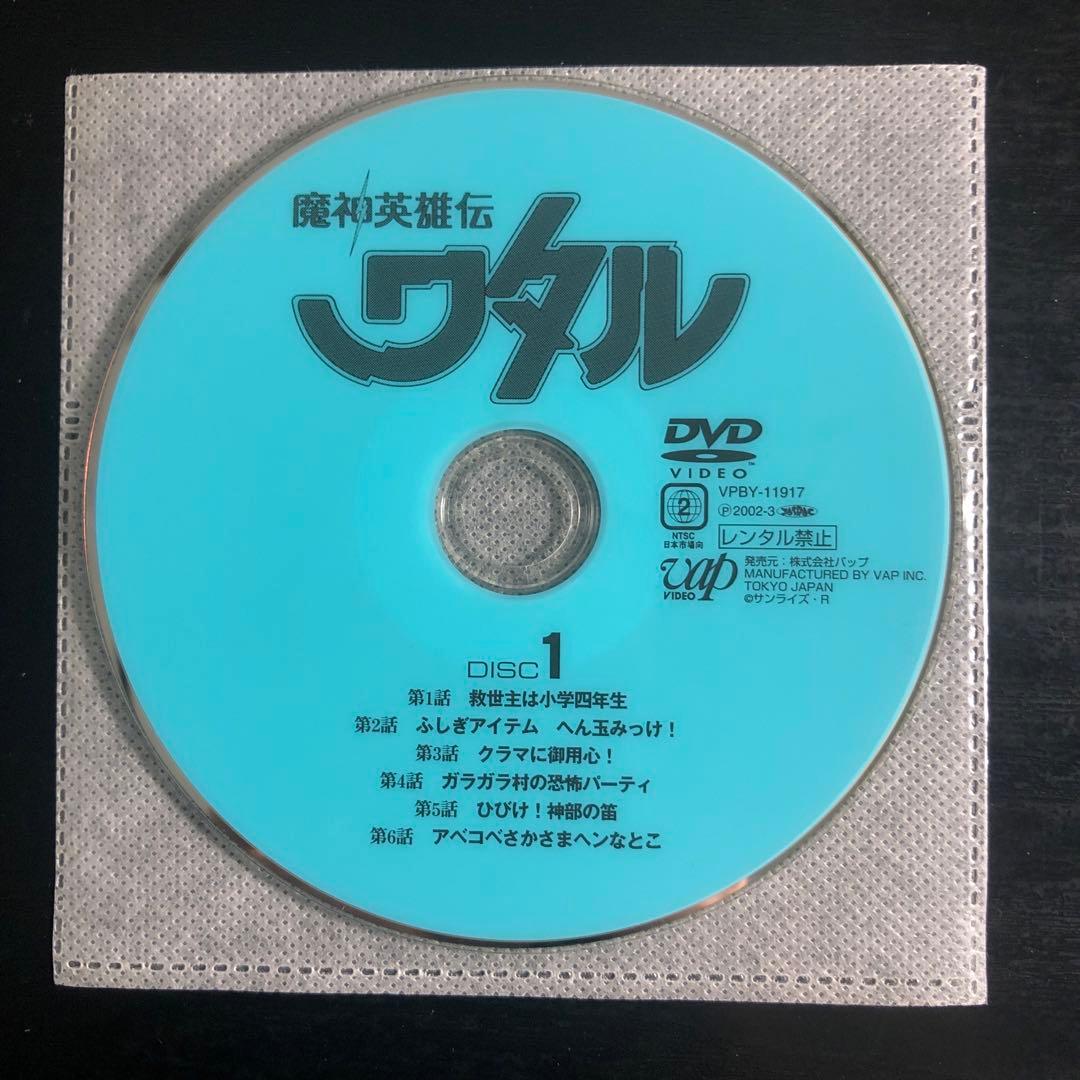 魔神英雄伝
ワタル
DVD
VIDEO™
VPBY-11917
2
Ⓟ2002-3
NTSC
日本市場向
レンタル禁止
vap
VIDEO
発売元:株式会社バップ
MANUFACTURED BY VAP INC.
TOKYO JAPAN
©サンライズ・R
DISC 1
第1話 救世主は小学四年生
第2話 ふしぎアイテム へん玉みっけ!
第3話 クラマに御用心!
第4話 ガラガラ村の恐怖パーティ
第5話 ひびけ!神部の笛
第6話 アベコベさかさまヘンなとこ